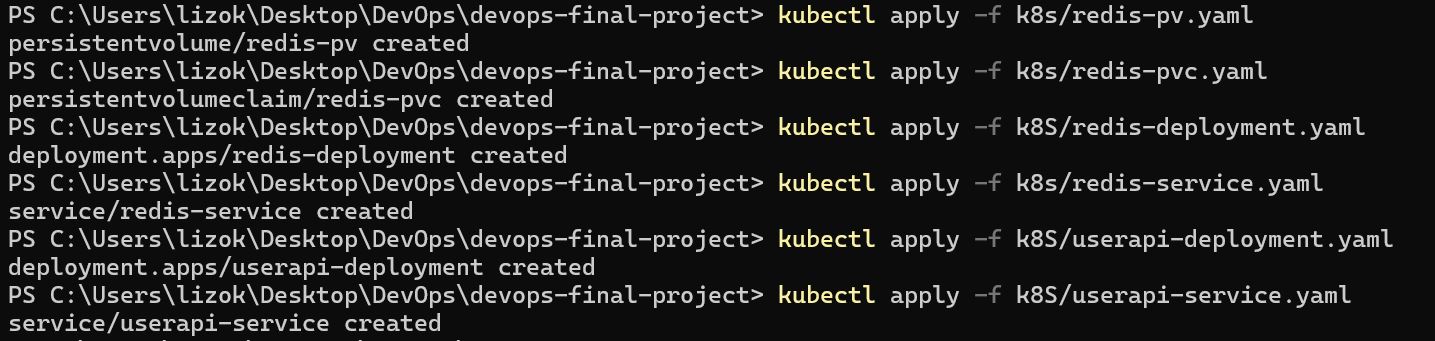 PS C:\Users\lizok\Desktop\DevOps\devops-final-project> kubectl apply -f k8s/redis-pv.yaml
persistentvolume/redis-pv created
PS C:\Users\lizok\Desktop\DevOps\devops-final-project> kubectl apply -f k8s/redis-pvc.yaml
persistentvolumeclaim/redis-pvc created
PS C:\Users\lizok\Desktop\DevOps\devops-final-project> kubectl apply -f k8S/redis-deployment.yaml
deployment.apps/redis-deployment created
PS C:\Users\lizok\Desktop\DevOps\devops-final-project> kubectl apply -f k8s/redis-service.yaml
service/redis-service created
PS C:\Users\lizok\Desktop\DevOps\devops-final-project> kubectl apply -f k8S/userapi-deployment.yaml
deployment.apps/userapi-deployment created
PS C:\Users\lizok\Desktop\DevOps\devops-final-project> kubectl apply -f k8S/userapi-service.yaml
service/userapi-service created